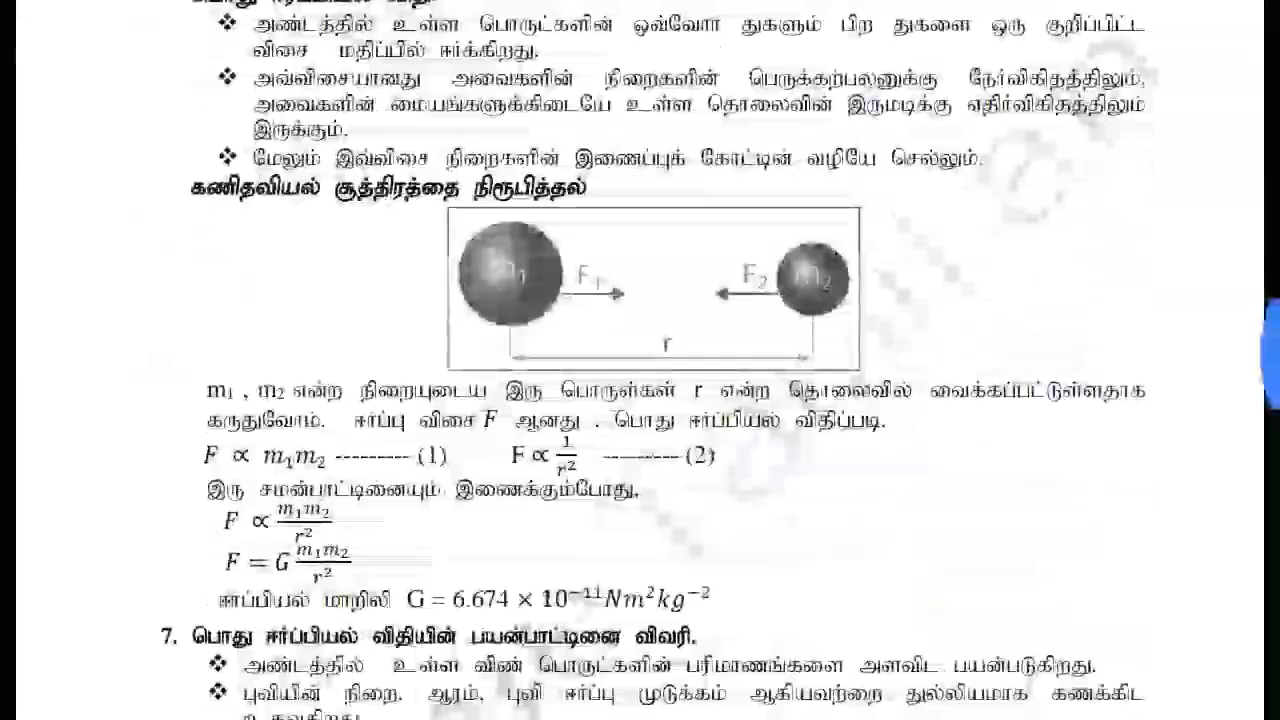 ❖ அண்டத்தில் உள்ள பொருட்களின் ஒவ்வோர துகளும் பிற துகளை ஒரு குறிப்பிட்ட
விசை மதிப்பில் ஈர்க்கிறது.
❖ அவ்விசையானது அவைகளின் நிறைகளின் பெருக்கற்பலனுக்கு நேர்விகிதத்திலும்,
அவைகளின் மையங்களுக்கிடையே உள்ள தொலைவின் இருமடிக்கு எதிர்விகிதத்திலும்
இருக்கும்.
❖ மேலும் இவ்விசை நிறைகளின் இணைப்புக் கோட்டின் வழியே செல்லும்.
கணிதவியல் சூத்திரத்தை நிரூபித்தல்
m₁ F₁ F₂ m₂
r
m₁ , m₂ என்ற நிறையுடைய இரு பொருள்கள் r என்ற தொலைவில் வைக்கப்பட்டுள்ளதாக
கருதுவோம். ஈர்ப்பு விசை F ஆனது . பொது ஈர்ப்பியல் விதிப்படி.
F ∝ m₁m₂ --------- (1) F ∝ 1/r² --------- (2)
இரு சமன்பாட்டினையும் இணைக்கும்போது,
F ∝ m₁m₂/r²
F = G m₁m₂/r²
ஈர்ப்பியல் மாறிலி G = 6.674 × 10⁻¹¹Nm²kg⁻²
7. பொது ஈர்ப்பியல் விதியின் பயன்பாட்டினை விவரி.
❖ அண்டத்தில் உள்ள விண் பொருட்களின் பரிமாணங்களை அளவிட பயன்படுகிறது.
❖ புவியின் நிறை. ஆரம், புவி ஈர்ப்பு முடுக்கம் ஆகியவற்றை துல்லியமாக கணக்கிட